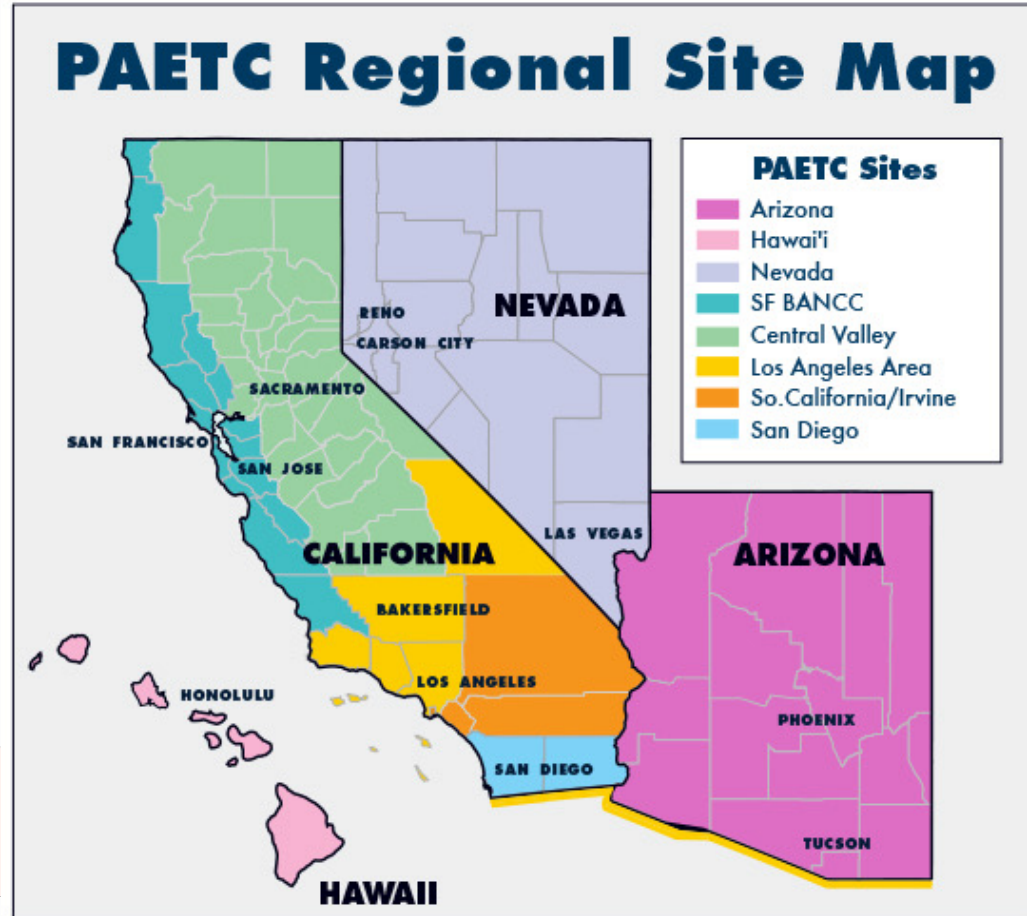 PAETC Regional Site Map
PAETC Sites
Arizona
Hawai'i
Nevada
SF BANCC
Central Valley
Los Angeles Area
So.California/Irvine
San Diego
NEVADA
RENO
CARSON CITY
SACRAMENTO
SAN FRANCISCO
SAN JOSE
LAS VEGAS
CALIFORNIA
ARIZONA
BAKERSFIELD
LOS ANGELES
HONOLULU
PHOENIX
SAN DIEGO
TUCSON
HAWAII